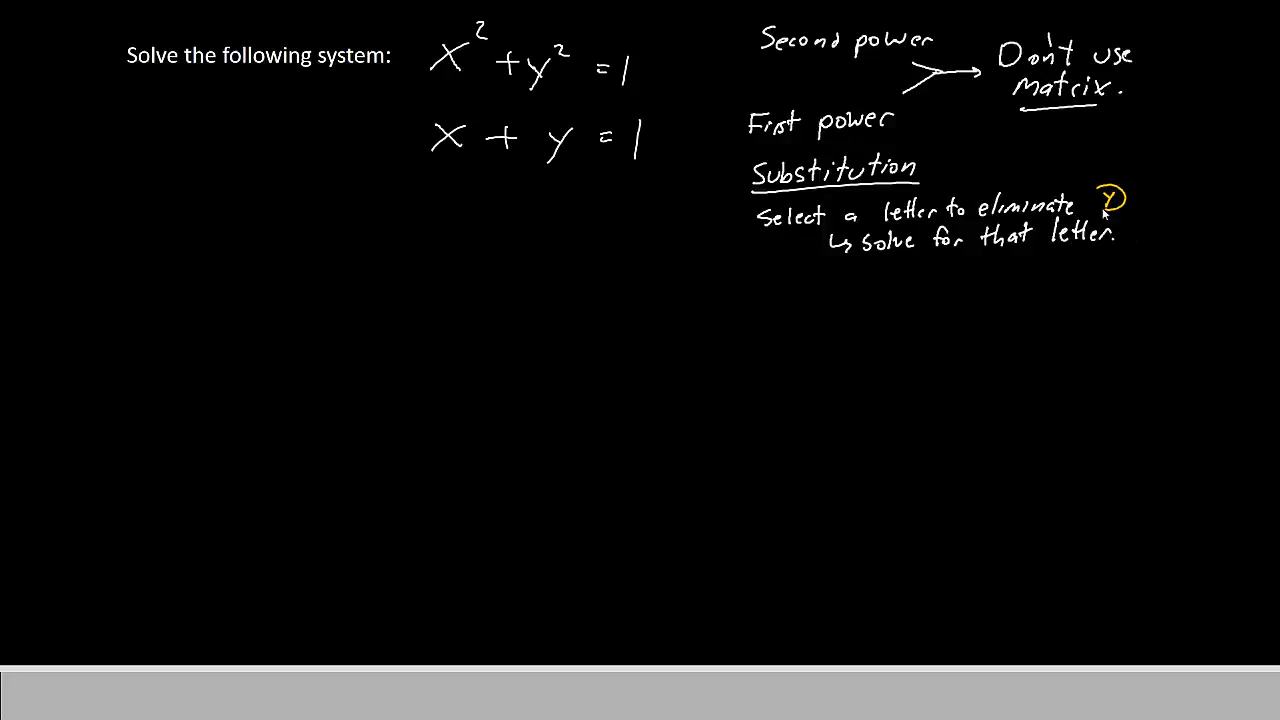 Solve the following system:
x² + y² = 1
x + y = 1
Second power
First power
Don't use
matrix.
Substitution
Select a letter to eliminate y
↳ solve for that letter.